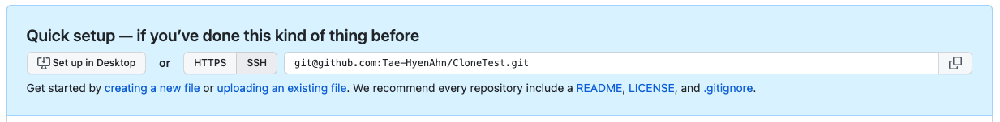 Quick setup — if you've done this kind of thing before
Set up in Desktop or HTTPS SSH git@github.com:Tae-HyenAhn/CloneTest.git
Get started by creating a new file or uploading an existing file. We recommend every repository include a README, LICENSE, and .gitignore.